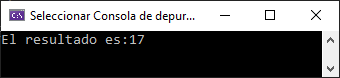 Seleccionar Consola de depur...
El resultado es:17